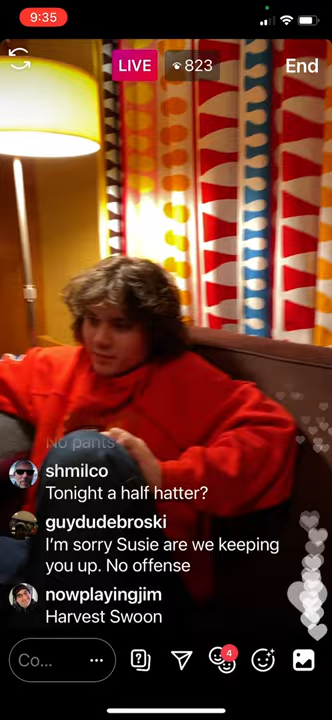 9:35
LIVE
823
End
No pants
shmilco
Tonight a half hatter?
guydudebroski
I'm sorry Susie are we keeping
you up. No offense
nowplayingjim
Harvest Swoon
Co...
4